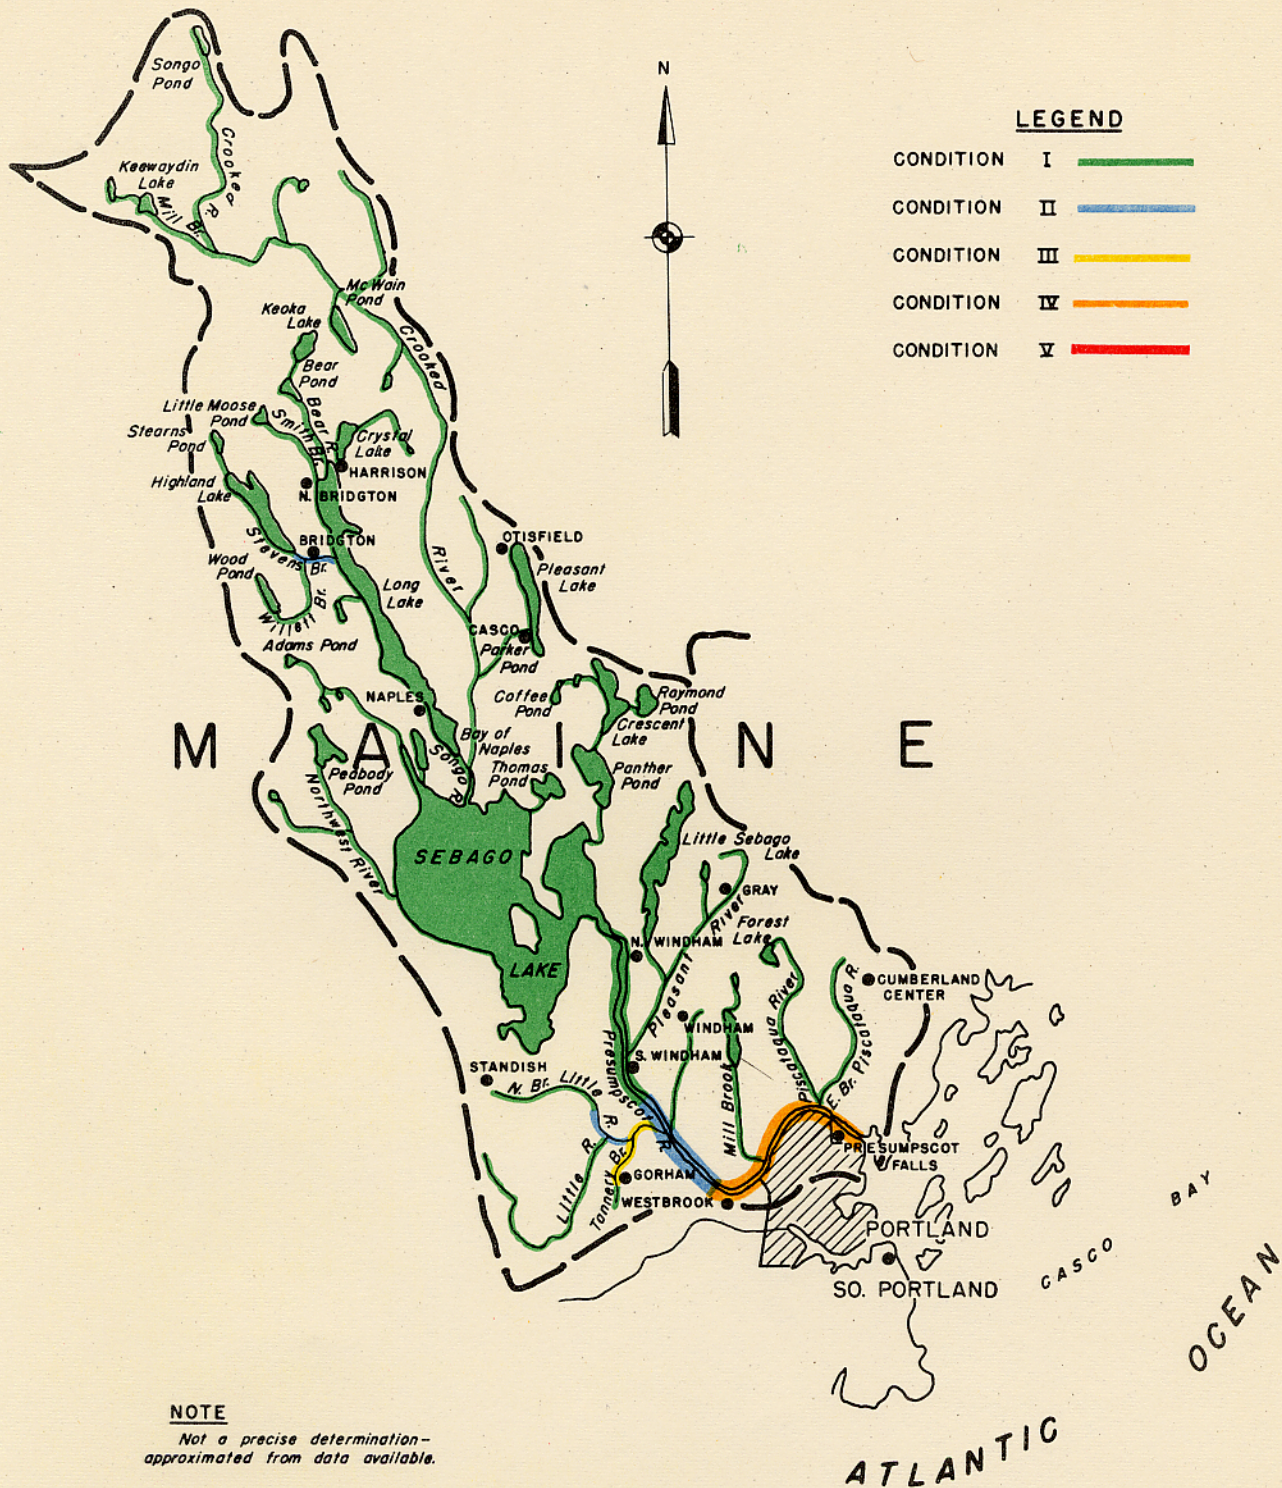 Songo
Pond
Crooked
R.
Keewaydin
Lake
Mill Br.
N
LEGEND
CONDITION I
CONDITION II
CONDITION III
CONDITION IV
CONDITION V
Mc Wain
Pond
Keoka
Lake
Crooked
River
Bear
Pond
Bear R.
Little Moose
Pond
Smith Br.
Stearns
Pond
Crystal
Lake
HARRISON
Highland
Lake
N. BRIDGTON
BRIDGTON
Stevens Br.
OTISFIELD
Pleasant
Lake
Wood
Pond
Willett Br.
Long
Lake
Adams Pond
CASCO
Parker
Pond
NAPLES
Coffee
Pond
Raymond
Pond
Crescent
Lake
MAINE
Bay of
Naples
Songo R.
Thomas
Pond
Panther
Pond
Peabody
Pond
Northwest River
SEBAGO
LAKE
Little Sebago
Lake
GRAY
Pleasant River
Forest
Lake
N. WINDHAM
Piscataqua River
E. Br. Piscataqua R.
CUMBERLAND
CENTER
WINDHAM
S. WINDHAM
Presumpscot R.
Mill Brook
STANDISH
N. Br. Little R.
Little R.
Tannery Br.
GORHAM
WESTBROOK
PRESUMPSCOT
FALLS
PORTLAND
SO. PORTLAND
CASCO BAY
ATLANTIC OCEAN
NOTE
Not a precise determination-
approximated from data available.